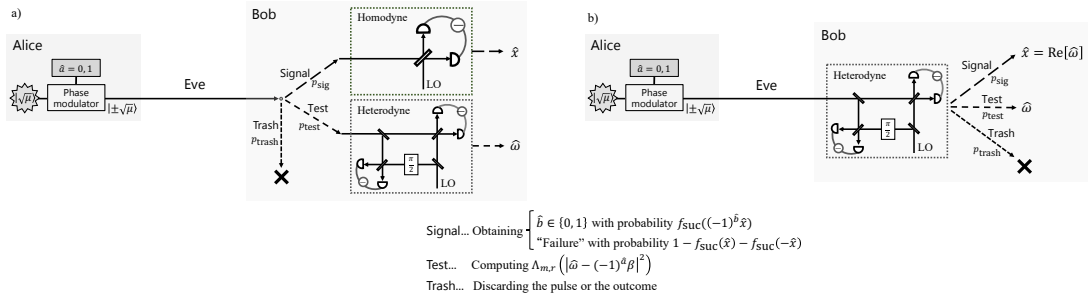 a)
Alice
â = 0, 1
|√μ⟩
Phase
modulator
|±√μ⟩
Eve
Bob
Signal
p_sig
Test
p_test
Trash
p_trash
Homodyne
LO
x̂
Heterodyne
π/2
LO
ω̂
b)
Alice
â = 0, 1
|√μ⟩
Phase
modulator
|±√μ⟩
Eve
Bob
Heterodyne
π/2
LO
Signal
p_sig
x̂ = Re[ω̂]
Test
p_test
ω̂
Trash
p_trash
Signal... Obtaining
b̂ ∈ {0, 1} with probability f_suc((−1)^b̂ x̂)
“Failure” with probability 1 − f_suc(x̂) − f_suc(−x̂)
Test... Computing Λ_{m,r}(|ω̂ − (−1)^â β|²)
Trash... Discarding the pulse or the outcome